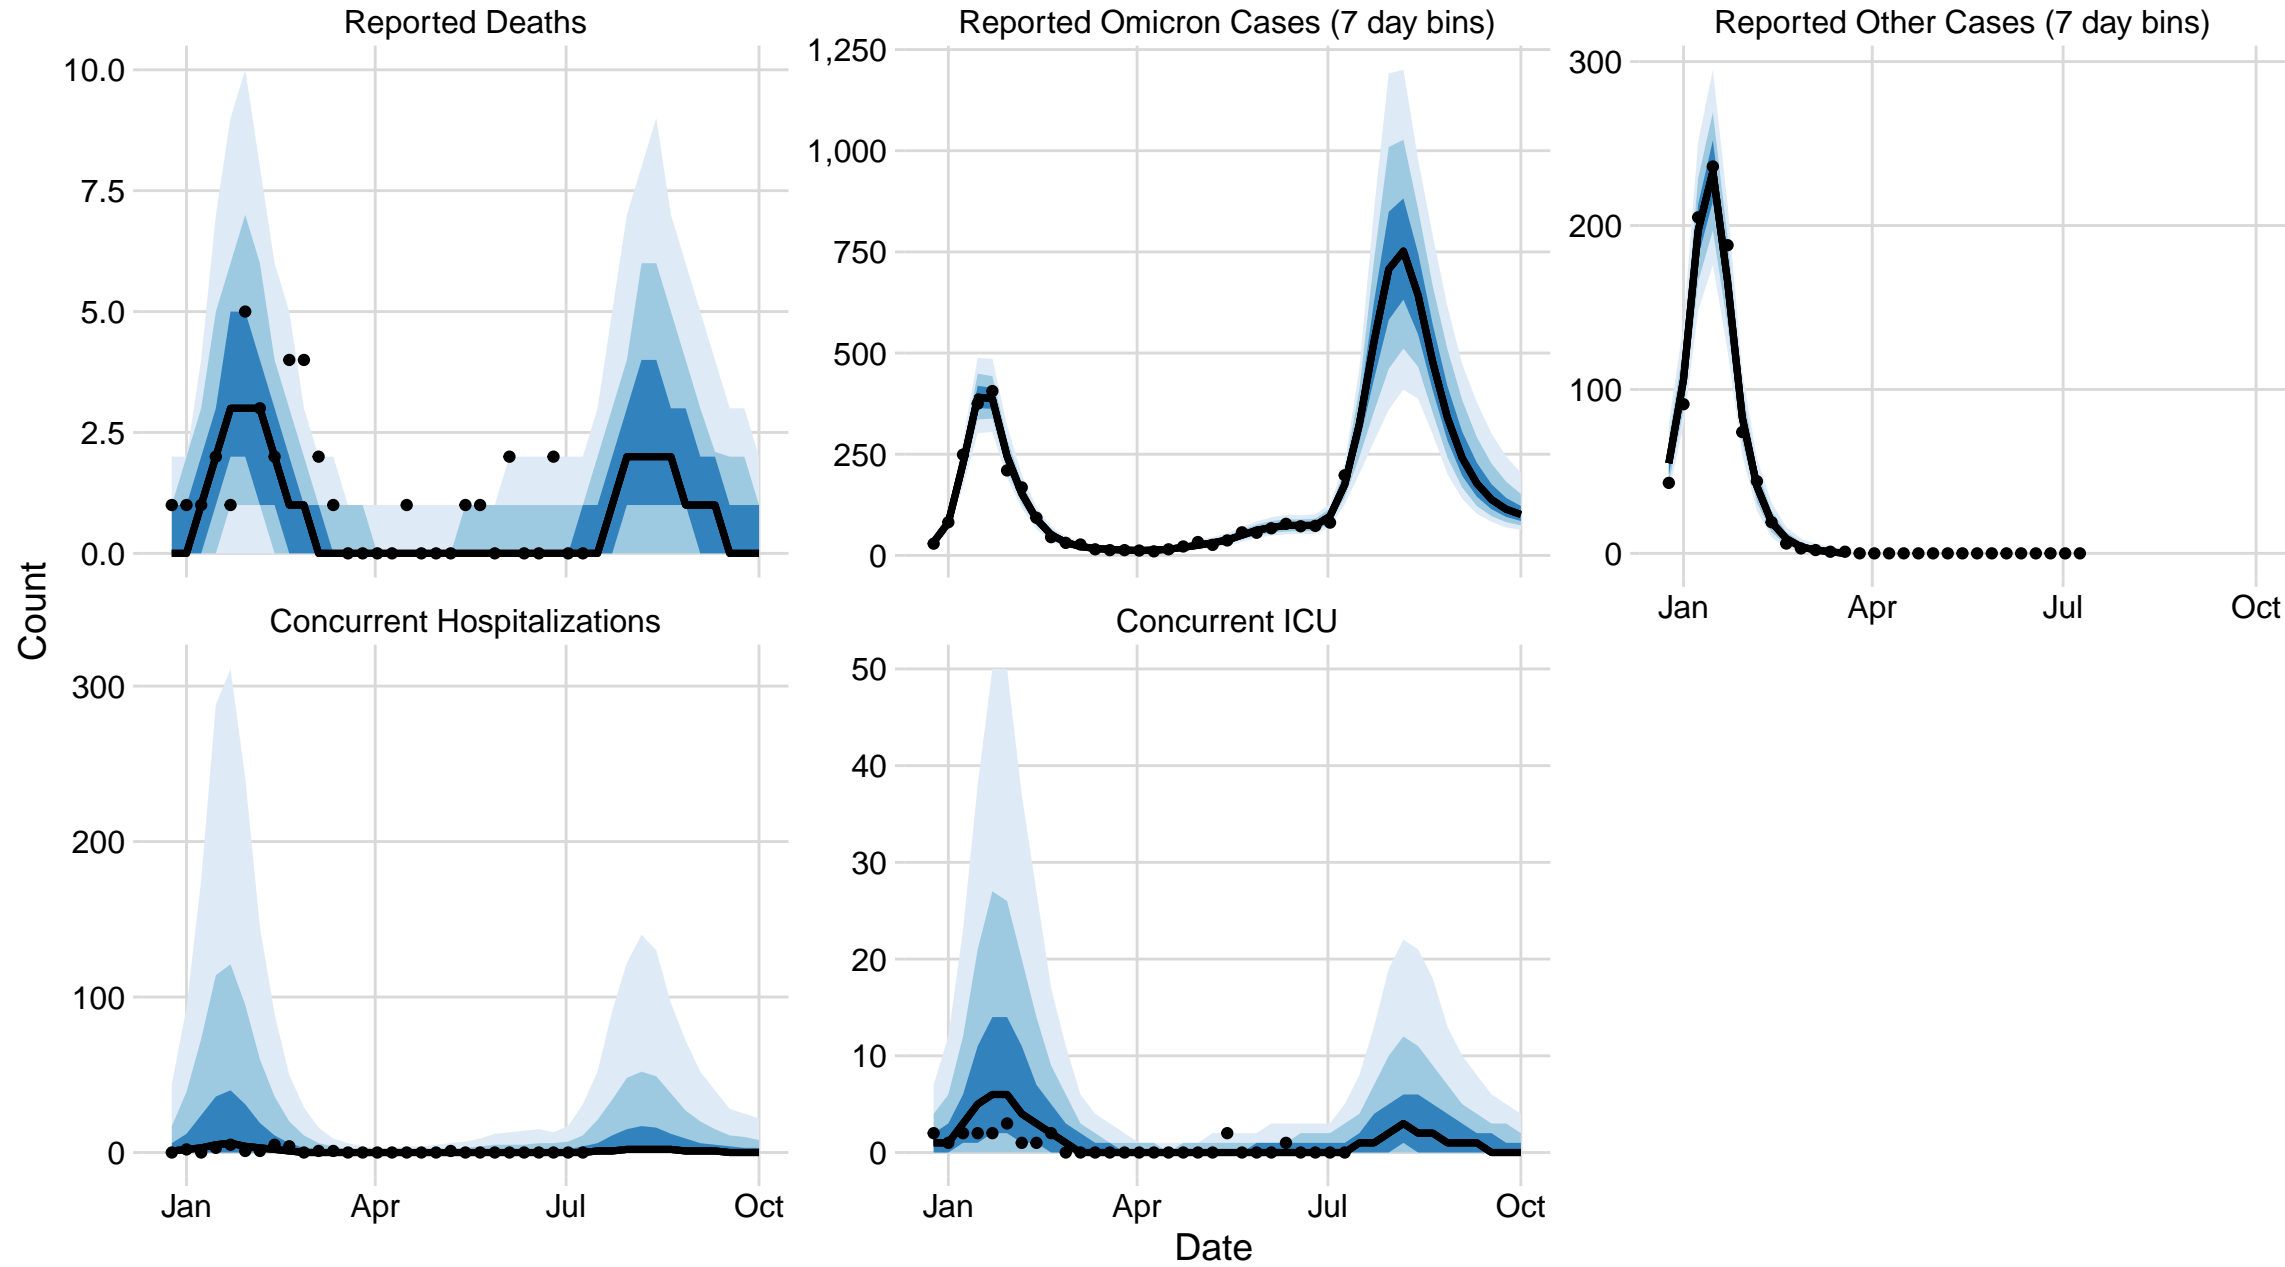 Reported Deaths
10.0
7.5
5.0
2.5
0.0
Reported Omicron Cases (7 day bins)
1,250
1,000
750
500
250
0
Reported Other Cases (7 day bins)
300
200
100
0
Jan Apr Jul Oct
Count
Concurrent Hospitalizations
300
200
100
0
Jan Apr Jul Oct
Concurrent ICU
50
40
30
20
10
0
Jan Apr Jul Oct
Date